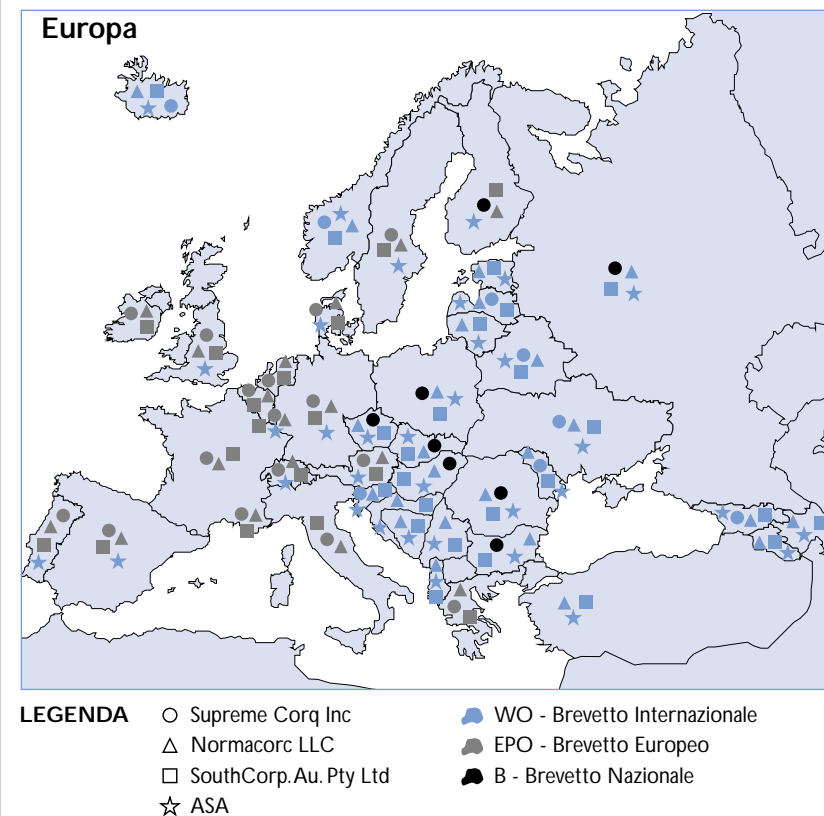 Europa
LEGENDA
Supreme Corq Inc
WO - Brevetto Internazionale
Normacorc LLC
EPO - Brevetto Europeo
SouthCorp. Au. Pty Ltd
B - Brevetto Nazionale
ASA